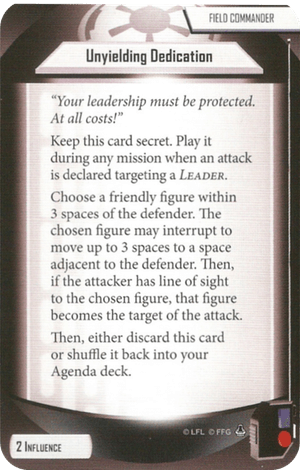 FIELD COMMANDER
Unyielding Dedication
“Your leadership must be protected.
At all costs!”
Keep this card secret. Play it
during any mission when an attack
is declared targeting a LEADER.
Choose a friendly figure within
3 spaces of the defender. The
chosen figure may interrupt to
move up to 3 spaces to a space
adjacent to the defender. Then,
if the attacker has line of sight
to the chosen figure, that figure
becomes the target of the attack.
Then, either discard this card
or shuffle it back into your
Agenda deck.
© LFL © FFG
2 INFLUENCE